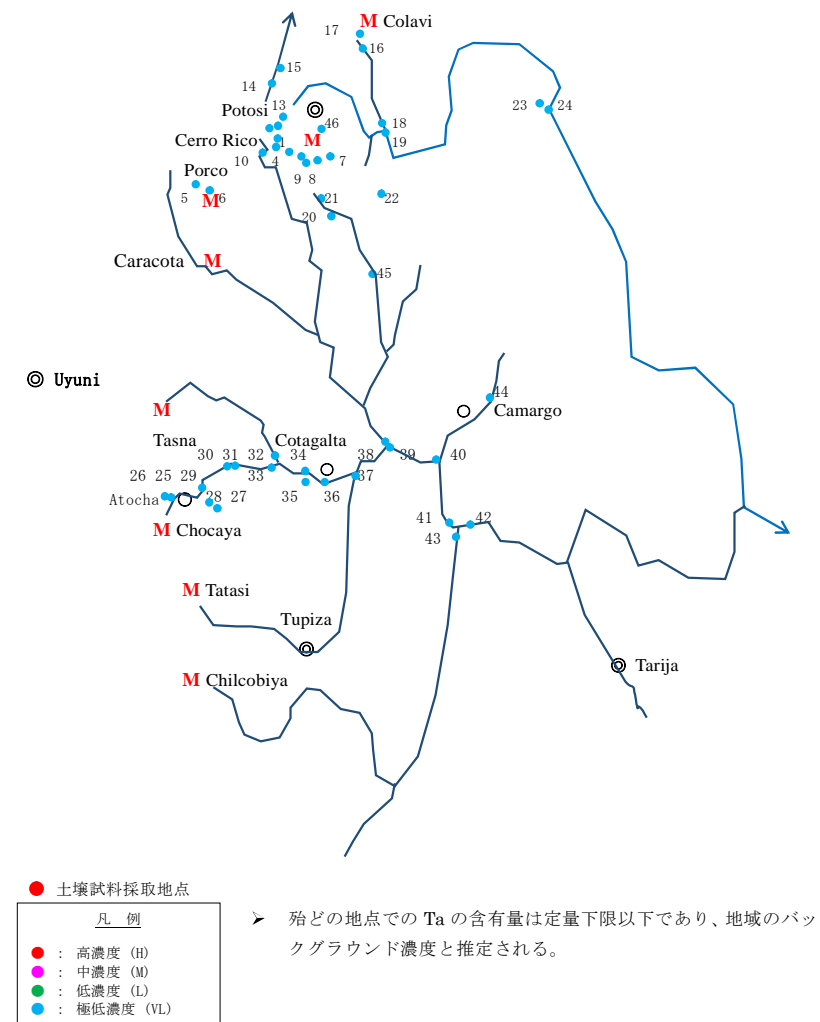 17 M Colavi
16
15
14
Potosi 13
23 24
46
18
Cerro Rico 1 M
19
10 4 7
9 8
Porco
5 6
M
21
22
20
Caracota M
45
Uyuni
44
M
Camargo
Tasna Cotagalta
30 31 32 34 38 39 40
26 25 29 33 37
Atocha 28 27 35 36
M Chocaya
41 42
43
M Tatasi
Tupiza
Tarija
M Chilcobiya
土壌試料採取地点
凡 例
： 高濃度 (H)
： 中濃度 (M)
： 低濃度 (L)
： 極低濃度 (VL)
➢ 殆どの地点での Ta の含有量は定量下限以下であり、地域のバッ
クグラウンド濃度と推定される。